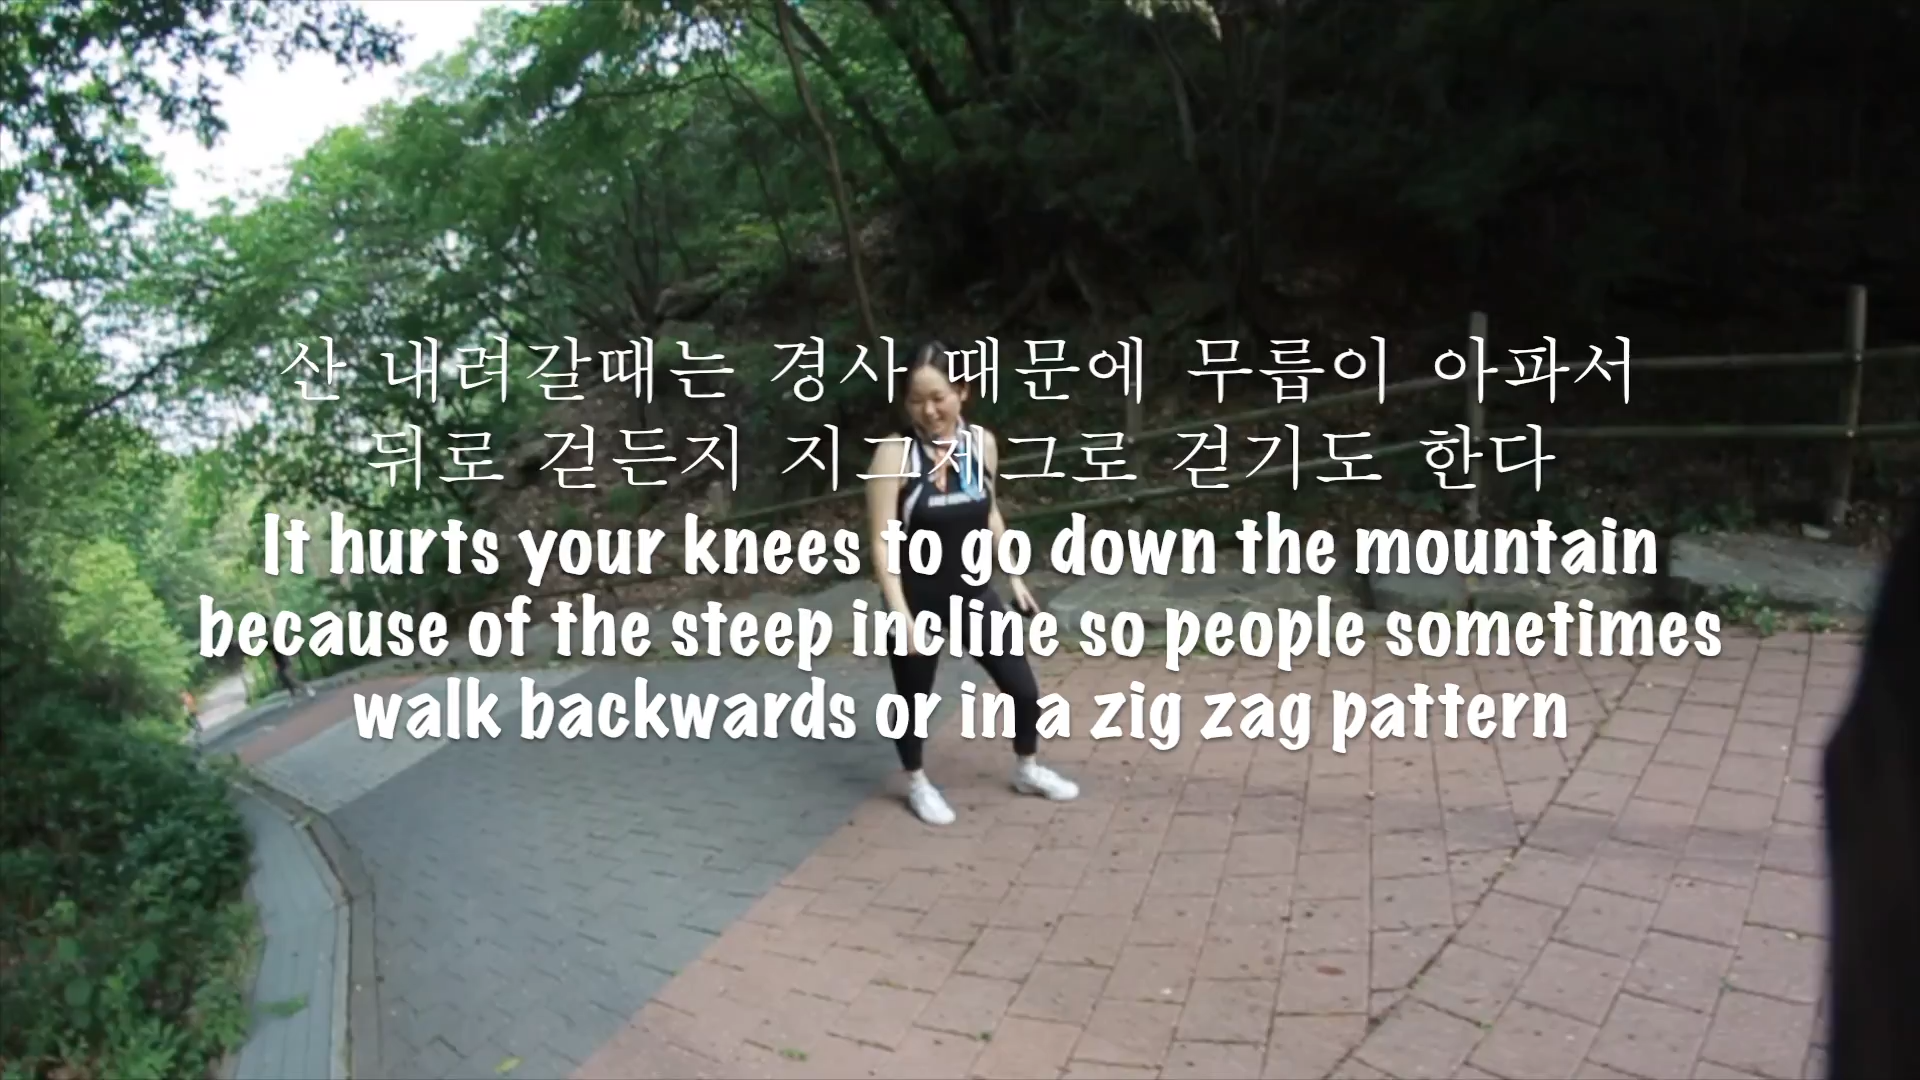 산 내려갈때는 경사 때문에 무릎이 아파서
뒤로 걷든지 지그제그로 걷기도 한다
It hurts your knees to go down the mountain
because of the steep incline so people sometimes
walk backwards or in a zig zag pattern